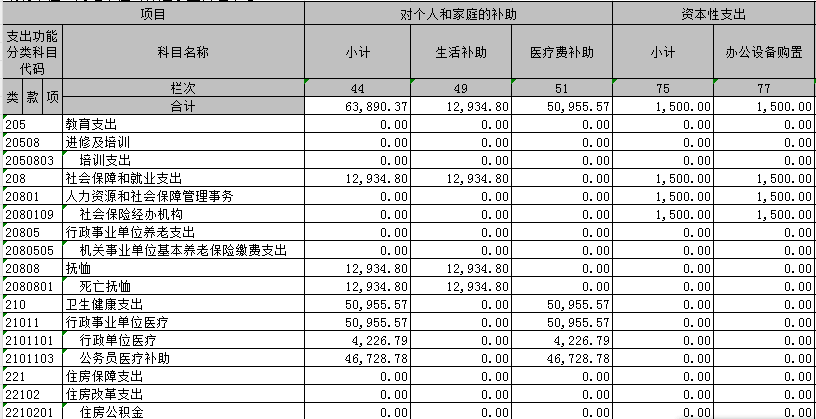 项目 对个人和家庭的补助 资本性支出
支出功能分类科目代码 科目名称 小计 生活补助 医疗费补助 小计 办公设备购置
类 款 项 栏次 44 49 51 75 77
合计 63,890.37 12,934.80 50,955.57 1,500.00 1,500.00
205 教育支出 0.00 0.00 0.00 0.00 0.00
20508 进修及培训 0.00 0.00 0.00 0.00 0.00
2050803 培训支出 0.00 0.00 0.00 0.00 0.00
208 社会保障和就业支出 12,934.80 12,934.80 0.00 1,500.00 1,500.00
20801 人力资源和社会保障管理事务 0.00 0.00 0.00 1,500.00 1,500.00
2080109 社会保险经办机构 0.00 0.00 0.00 1,500.00 1,500.00
20805 行政事业单位养老支出 0.00 0.00 0.00 0.00 0.00
2080505 机关事业单位基本养老保险缴费支出 0.00 0.00 0.00 0.00 0.00
20808 抚恤 12,934.80 12,934.80 0.00 0.00 0.00
2080801 死亡抚恤 12,934.80 12,934.80 0.00 0.00 0.00
210 卫生健康支出 50,955.57 0.00 50,955.57 0.00 0.00
21011 行政事业单位医疗 50,955.57 0.00 50,955.57 0.00 0.00
2101101 行政单位医疗 4,226.79 0.00 4,226.79 0.00 0.00
2101103 公务员医疗补助 46,728.78 0.00 46,728.78 0.00 0.00
221 住房保障支出 0.00 0.00 0.00 0.00 0.00
22102 住房改革支出 0.00 0.00 0.00 0.00 0.00
2210201 住房公积金 0.00 0.00 0.00 0.00 0.00